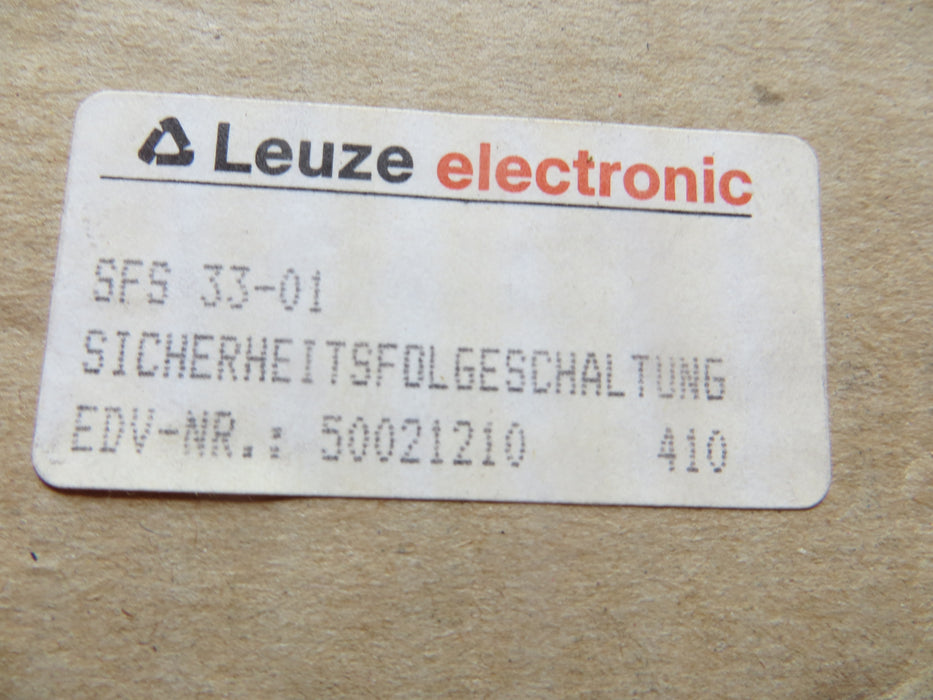 Leuze electronic
SFS 33-01
SICHERHEITSFOLGESCHALTUNG
EDV-NR.: 50021210 410